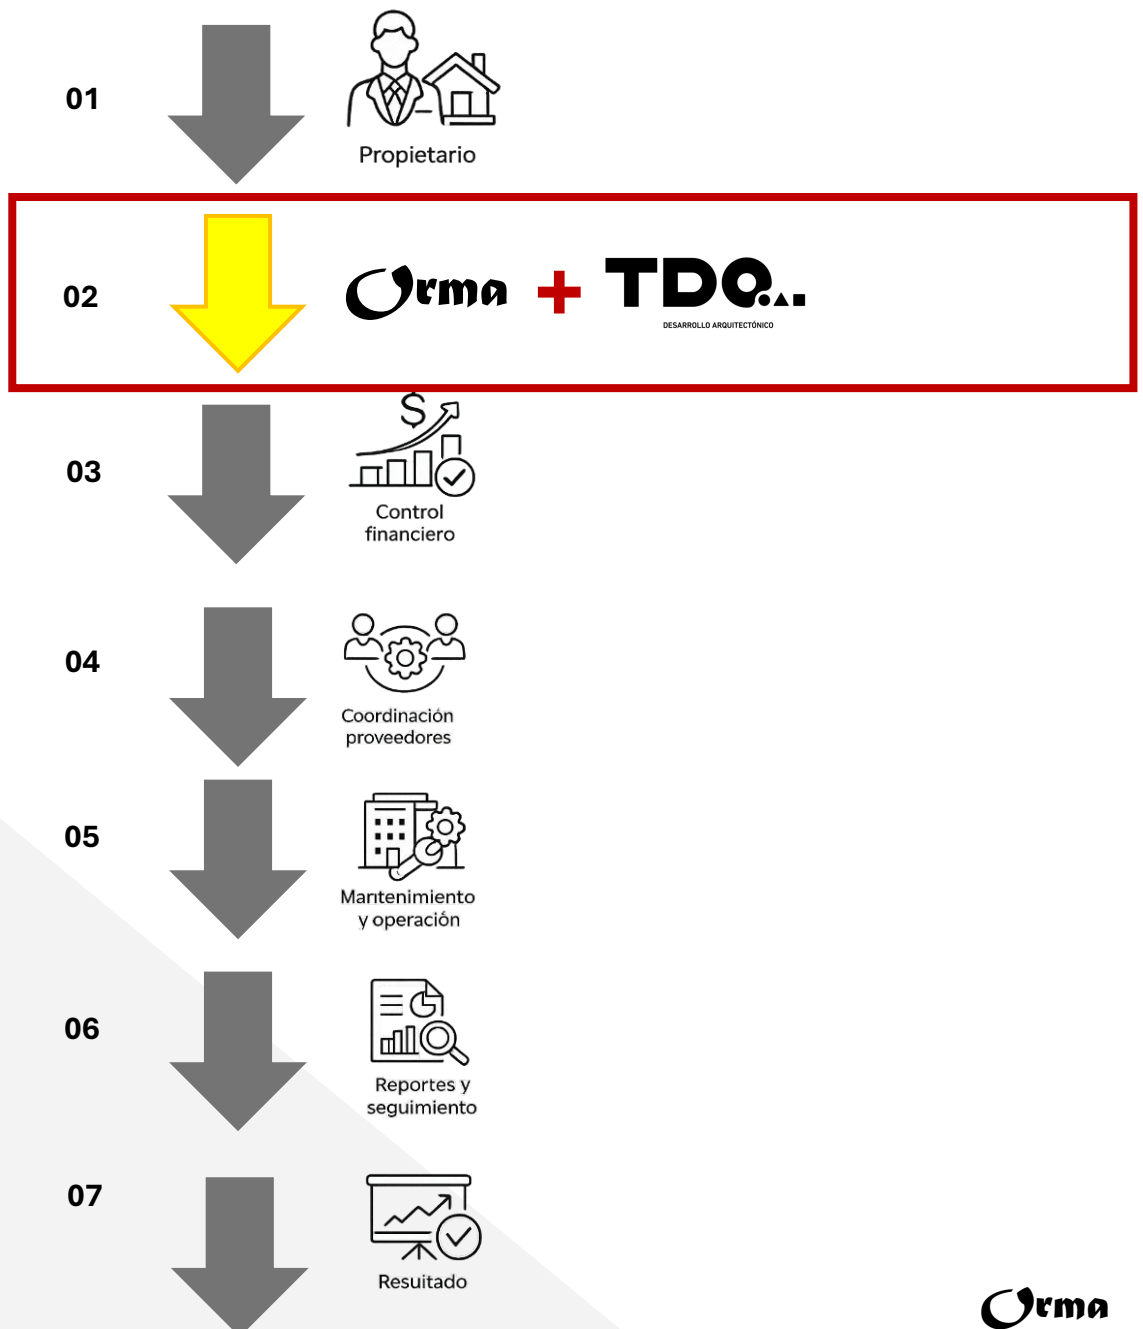 01
Propietario
02
Orma + TDO
DESARROLLO ARQUITECTÓNICO
$
03
Control
financiero
04
Coordinación
proveedores
05
Mantenimiento
y operación
06
Reportes y
seguimiento
07
Resuitado
Orma